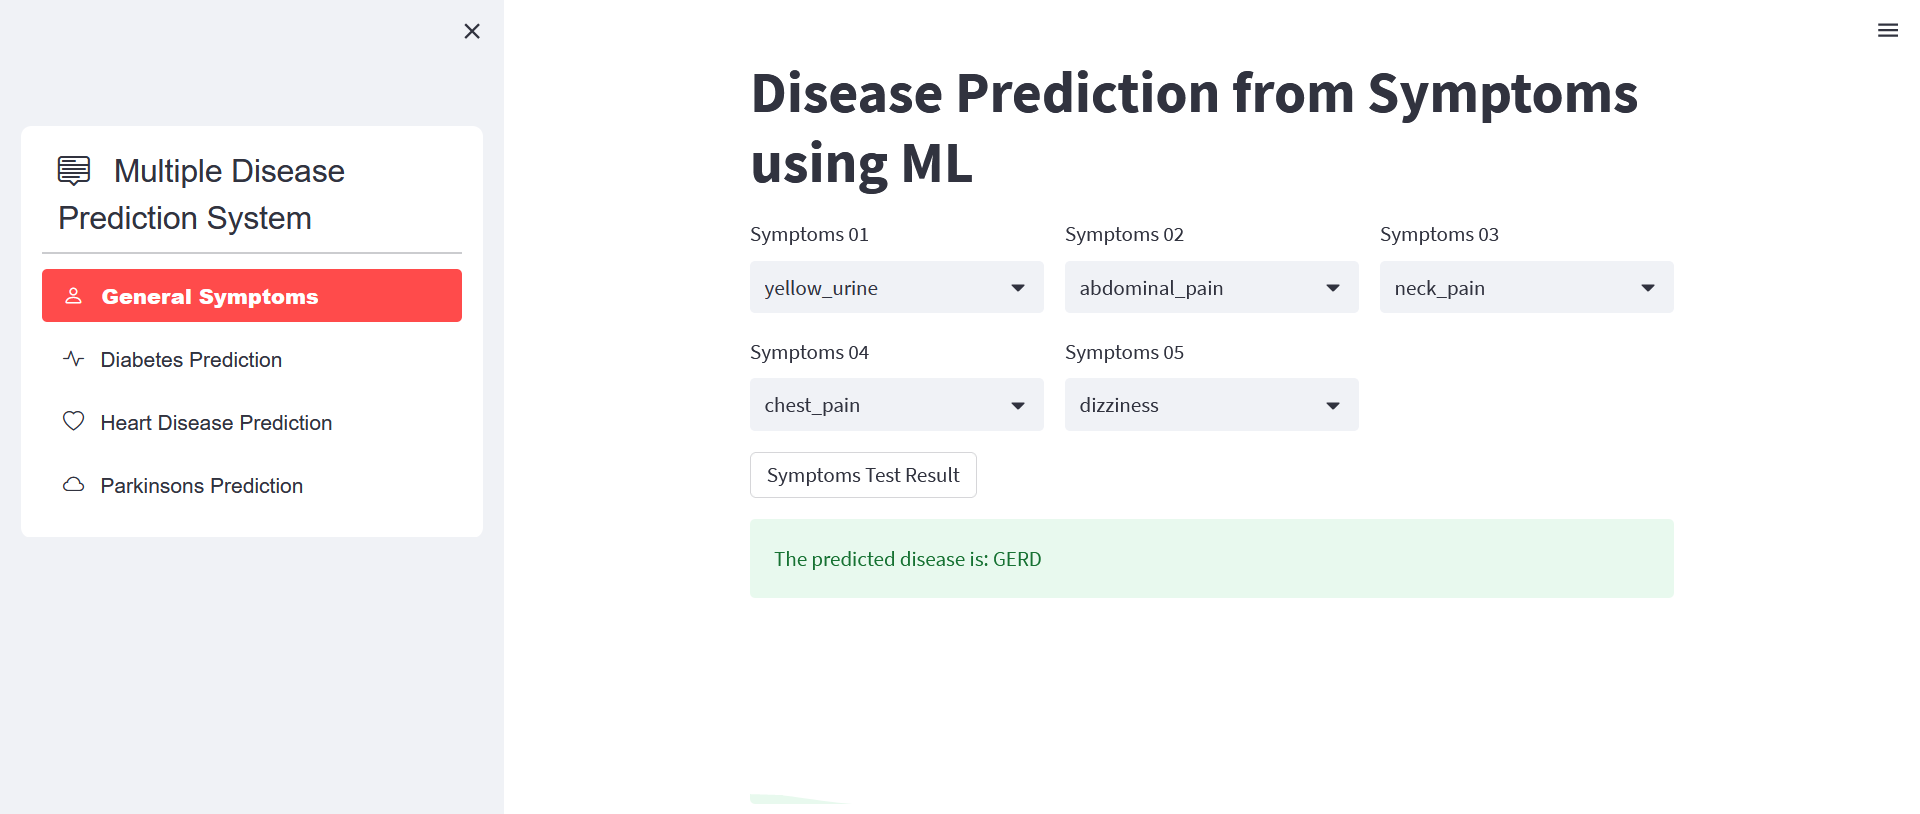 Multiple Disease
Prediction System
General Symptoms
Diabetes Prediction
Heart Disease Prediction
Parkinsons Prediction
Disease Prediction from Symptoms
using ML
Symptoms 01
Symptoms 02
Symptoms 03
yellow_urine
abdominal_pain
neck_pain
Symptoms 04
Symptoms 05
chest_pain
dizziness
Symptoms Test Result
The predicted disease is: GERD